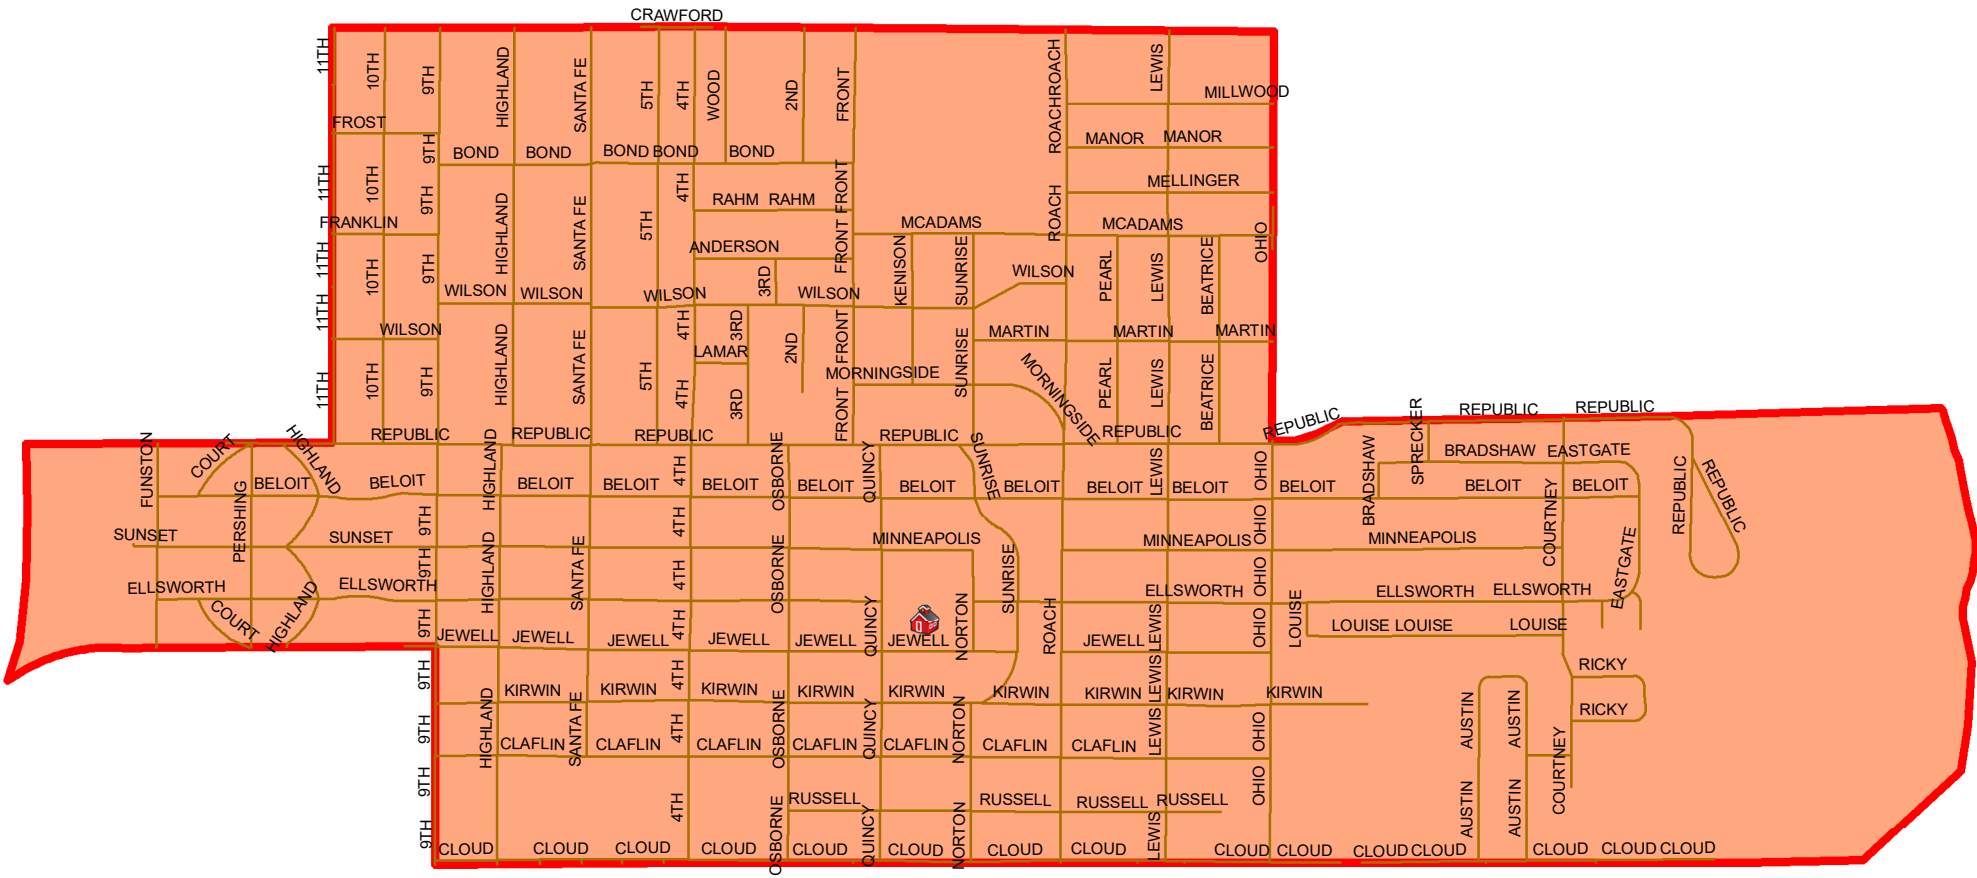 CRAWFORD
11TH 10TH 9TH HIGHLAND SANTA FE 5TH 4TH WOOD 2ND FRONT ROACH ROACH LEWIS
MILLWOOD
FROST
MANOR MANOR
9TH BOND BOND BOND BOND BOND
11TH 10TH 9TH HIGHLAND SANTA FE 5TH 4TH FRONT ROACH
MELLINGER
RAHM RAHM
FRANKLIN MCADAMS MCADAMS
ANDERSON FRONT OHIO
11TH 10TH 9TH 3RD KENISON SUNRISE WILSON PEARL LEWIS BEATRICE
WILSON WILSON WILSON WILSON
11TH WILSON HIGHLAND SANTA FE 4TH 3RD 2ND FRONT SUNRISE MARTIN MARTIN MARTIN
LAMAR
MORNINGSIDE MORNINGSIDE
11TH 10TH 9TH 5TH 4TH 3RD FRONT PEARL LEWIS BEATRICE
REPUBLIC REPUBLIC REPUBLIC
SPRECKER
REPUBLIC REPUBLIC REPUBLIC REPUBLIC REPUBLIC
FUNSTON COURT HIGHLAND HIGHLAND 4TH OSBORNE QUINCY SUNRISE LEWIS OHIO BRADSHAW
BRADSHAW EASTGATE
REPUBLIC REPUBLIC
BELOIT BELOIT BELOIT BELOIT BELOIT BELOIT BELOIT BELOIT BELOIT BELOIT BELOIT BELOIT BELOIT
PERSHING 9TH 4TH OHIO COURTNEY
SUNSET SUNSET MINNEAPOLIS MINNEAPOLIS MINNEAPOLIS
9TH HIGHLAND SANTA FE 4TH OSBORNE SUNRISE OHIO EASTGATE
ELLSWORTH ELLSWORTH ELLSWORTH ELLSWORTH ELLSWORTH
COURT HIGHLAND 9TH 4TH QUINCY NORTON ROACH LEWIS OHIO LOUISE
LOUISE LOUISE LOUISE
JEWELL JEWELL JEWELL JEWELL JEWELL JEWELL JEWELL
RICKY
9TH 4TH LEWIS
KIRWIN KIRWIN KIRWIN KIRWIN KIRWIN KIRWIN KIRWIN KIRWIN KIRWIN
LEWIS
RICKY
9TH HIGHLAND SANTA FE 4TH OSBORNE QUINCY NORTON LEWIS OHIO AUSTIN AUSTIN
CLAFLIN CLAFLIN CLAFLIN CLAFLIN CLAFLIN CLAFLIN CLAFLIN
COURTNEY
9TH 4TH OHIO AUSTIN AUSTIN
RUSSELL RUSSELL RUSSELL RUSSELL
9TH OSBORNE QUINCY NORTON LEWIS
CLOUD CLOUD CLOUD CLOUD CLOUD CLOUD CLOUD CLOUD CLOUD CLOUD CLOUD CLOUD CLOUD CLOUD CLOUD